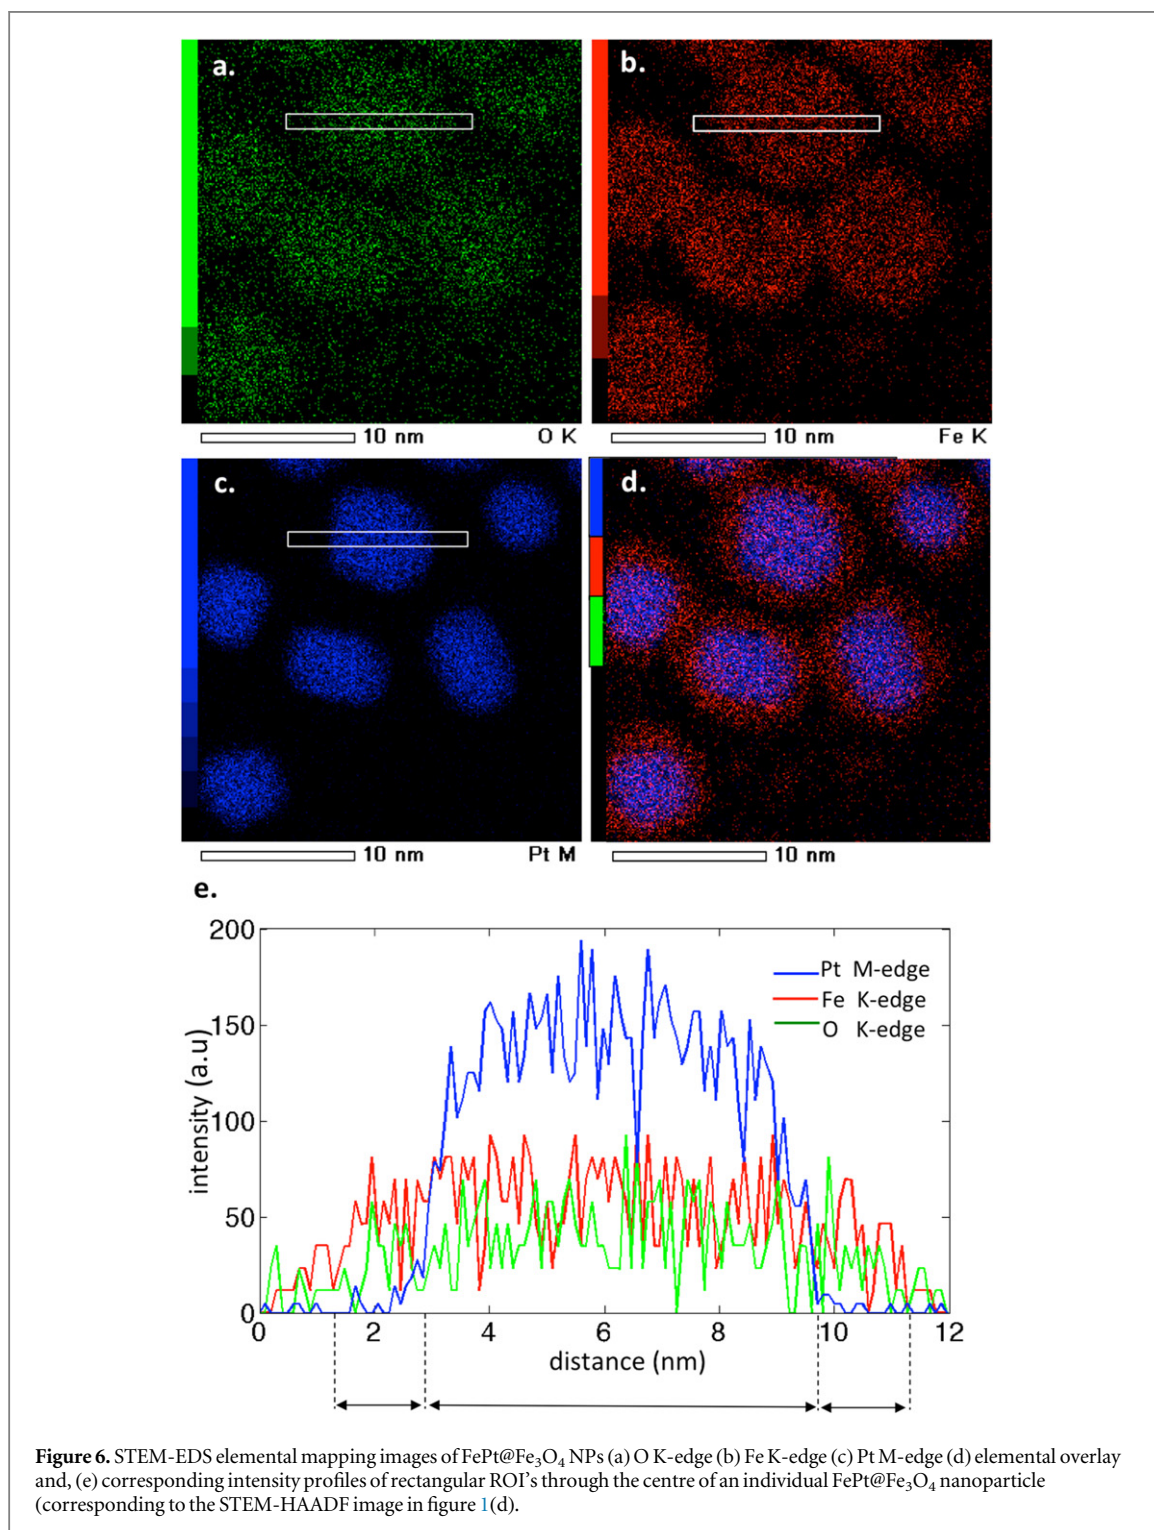 a.
b.
10 nm
O K
10 nm
Fe K
c.
d.
10 nm
Pt M
10 nm
e.
200
150
100
50
0
intensity (a.u)
Pt M-edge
Fe K-edge
O K-edge
0 2 4 6 8 10 12
distance (nm)
Figure 6. STEM-EDS elemental mapping images of FePt@Fe₃O₄ NPs (a) O K-edge (b) Fe K-edge (c) Pt M-edge (d) elemental overlay
and, (e) corresponding intensity profiles of rectangular ROI's through the centre of an individual FePt@Fe₃O₄ nanoparticle
(corresponding to the STEM-HAADF image in figure 1(d).